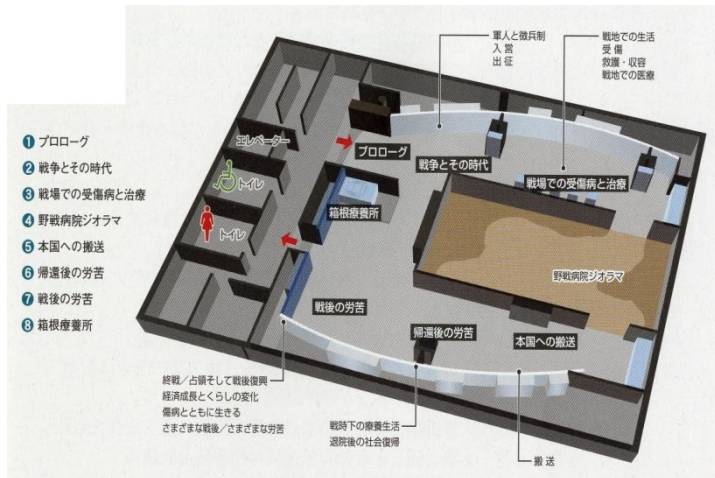 ❶ プロローグ
❷ 戦争とその時代
❸ 戦場での受傷病と治療
❹ 野戦病院ジオラマ
❺ 本国への搬送
❻ 帰還後の労苦
❼ 戦後の労苦
❽ 箱根療養所
軍人と徴兵制
入営
出征
戦地での生活
受傷
救護・収容
戦地での医療
エレベーター
トイレ
トイレ
プロローグ
戦争とその時代
戦場での受傷病と治療
箱根療養所
野戦病院ジオラマ
戦後の労苦
帰還後の労苦
本国への搬送
終戦／占領そして戦後復興
経済成長とくらしの変化
傷病とともに生きる
さまざまな戦後／さまざまな労苦
戦時下の療養生活
退院後の社会復帰
搬送